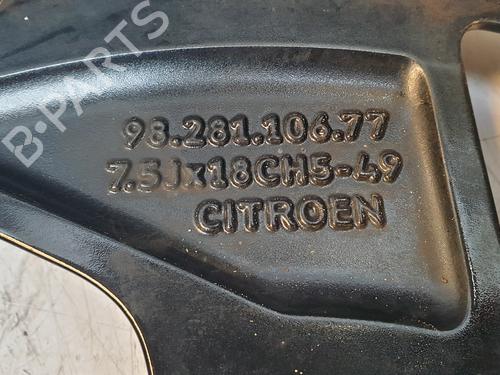 B-PARTS
98.281.106.77
7.5Jx18CH5-49
CITROEN